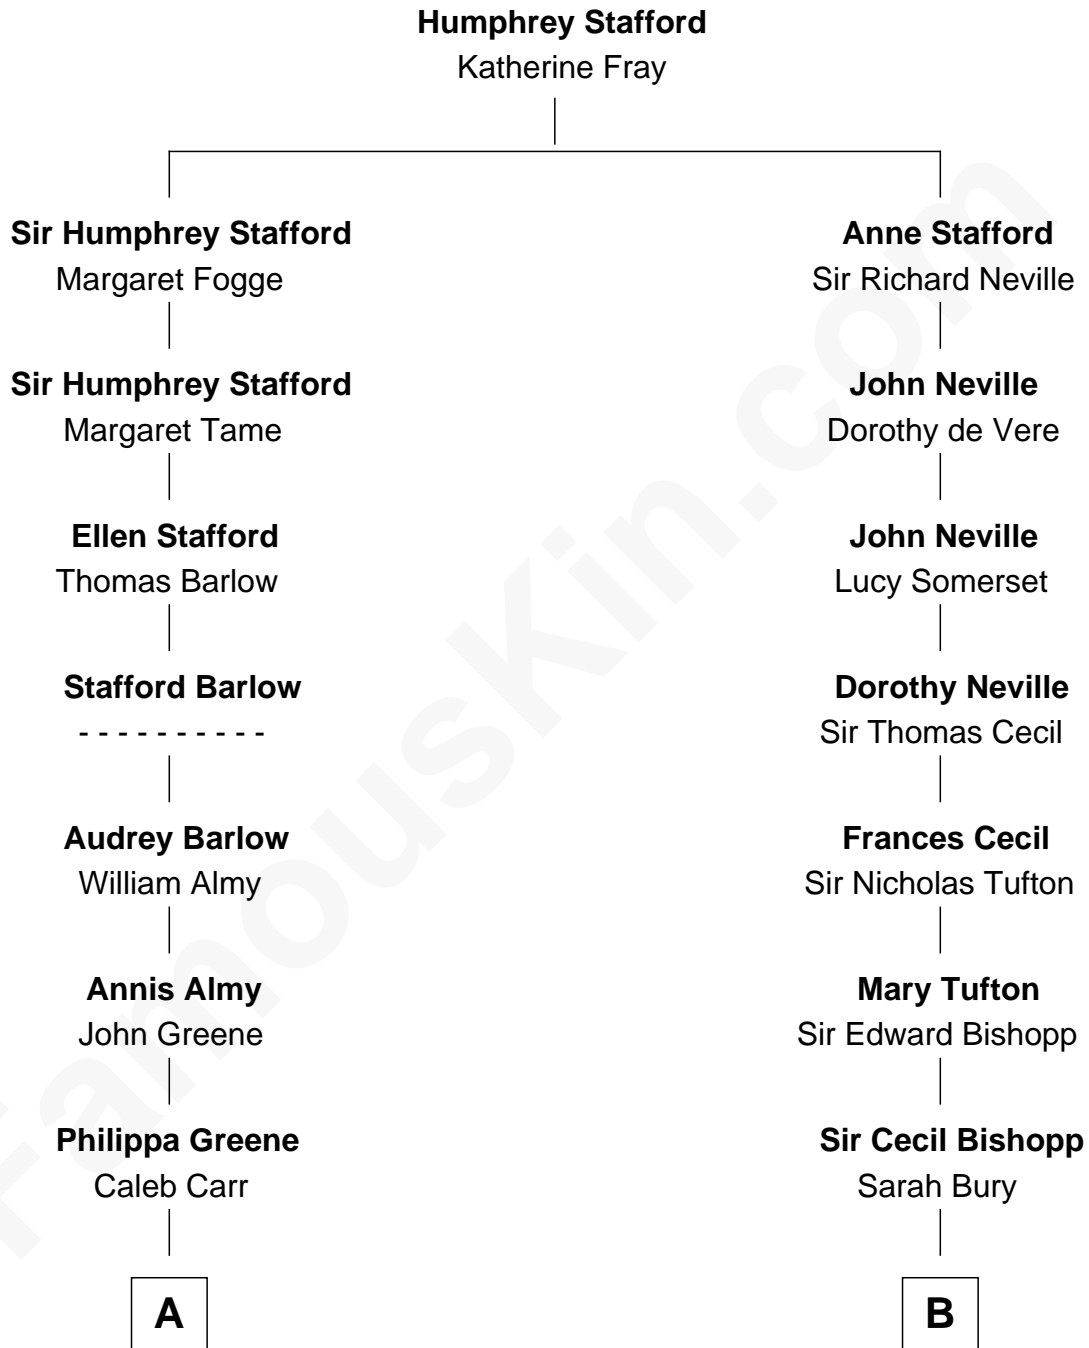 Humphrey Stafford
Katherine Fray
Sir Humphrey Stafford
Margaret Fogge
Anne Stafford
Sir Richard Neville
Sir Humphrey Stafford
Margaret Tame
John Neville
Dorothy de Vere
Ellen Stafford
Thomas Barlow
John Neville
Lucy Somerset
Stafford Barlow
- - - - - - - - - -
Dorothy Neville
Sir Thomas Cecil
Audrey Barlow
William Almy
Frances Cecil
Sir Nicholas Tufton
Annis Almy
John Greene
Mary Tufton
Sir Edward Bishopp
Philippa Greene
Caleb Carr
Sir Cecil Bishopp
Sarah Bury
A
B
FamousKin.com